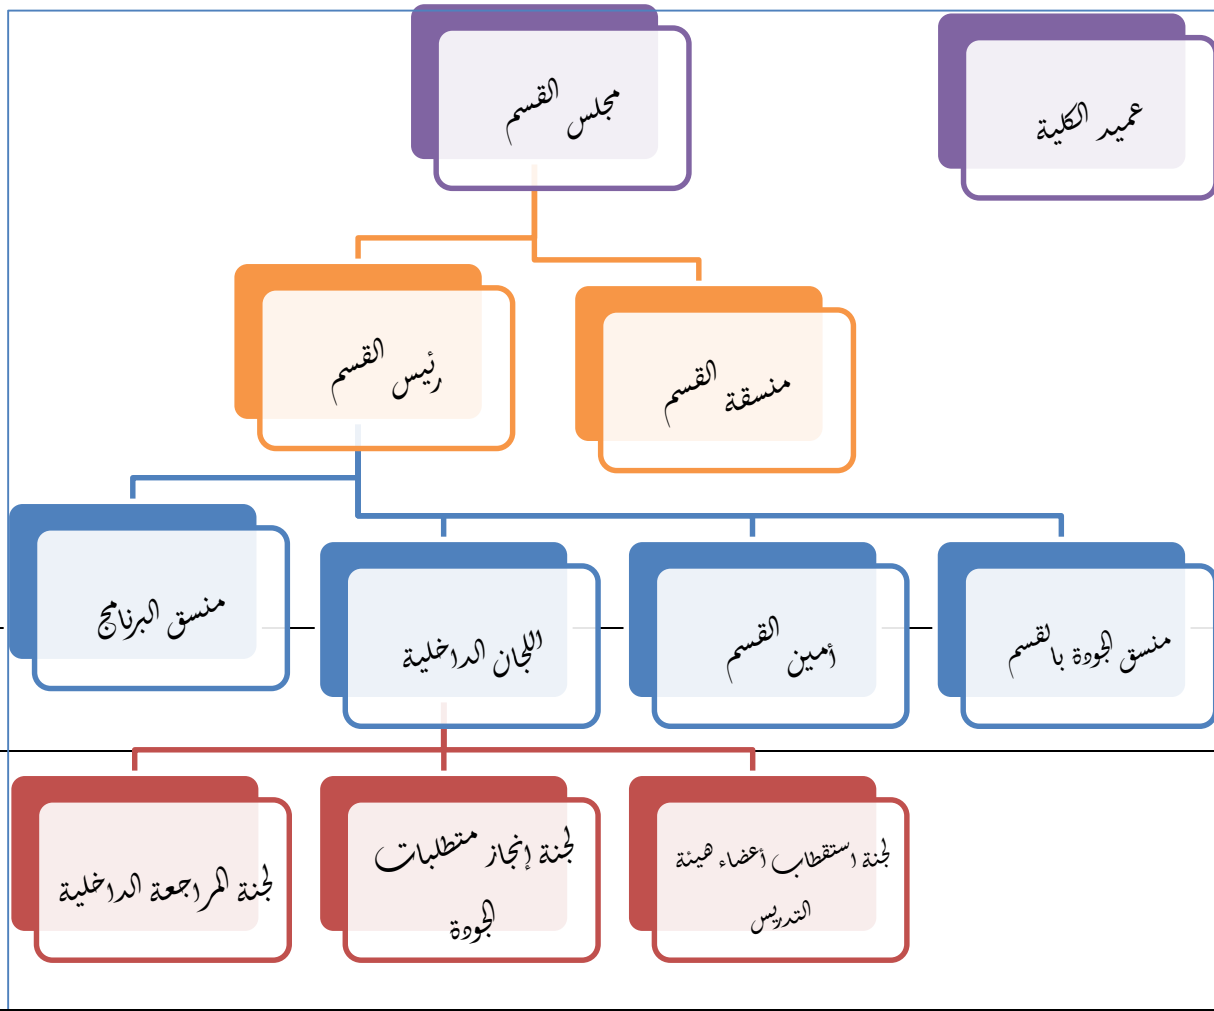 عميد الكلية
مجلس القسم
منسقة القسم
رئيس القسم
منسق الجودة بالقسم
أمين القسم
اللجان الداخلية
منسق البرنامج
لجنة استقطاب أعضاء هيئة
التدريس
لجنة إنجاز متطلبات
الجودة
لجنة المراجعة الداخلية